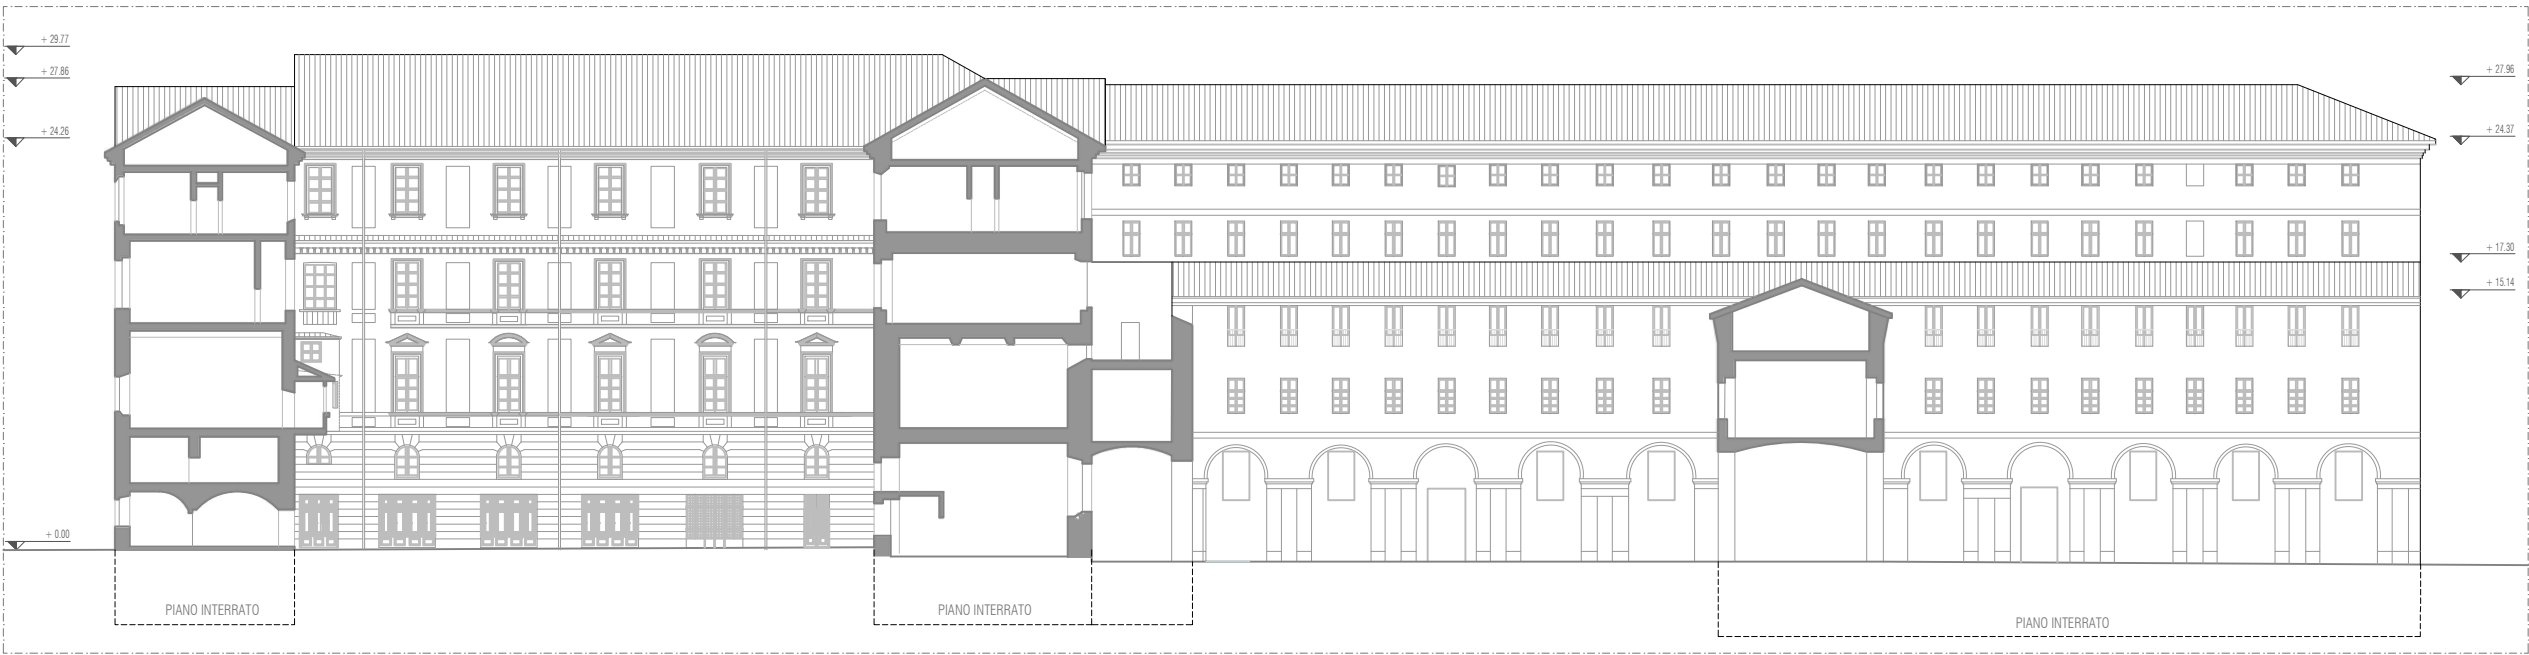 + 29.77
+ 27.86
+ 24.26
+ 0.00
+ 27.96
+ 24.37
+ 17.30
+ 15.14
PIANO INTERRATO
PIANO INTERRATO
PIANO INTERRATO